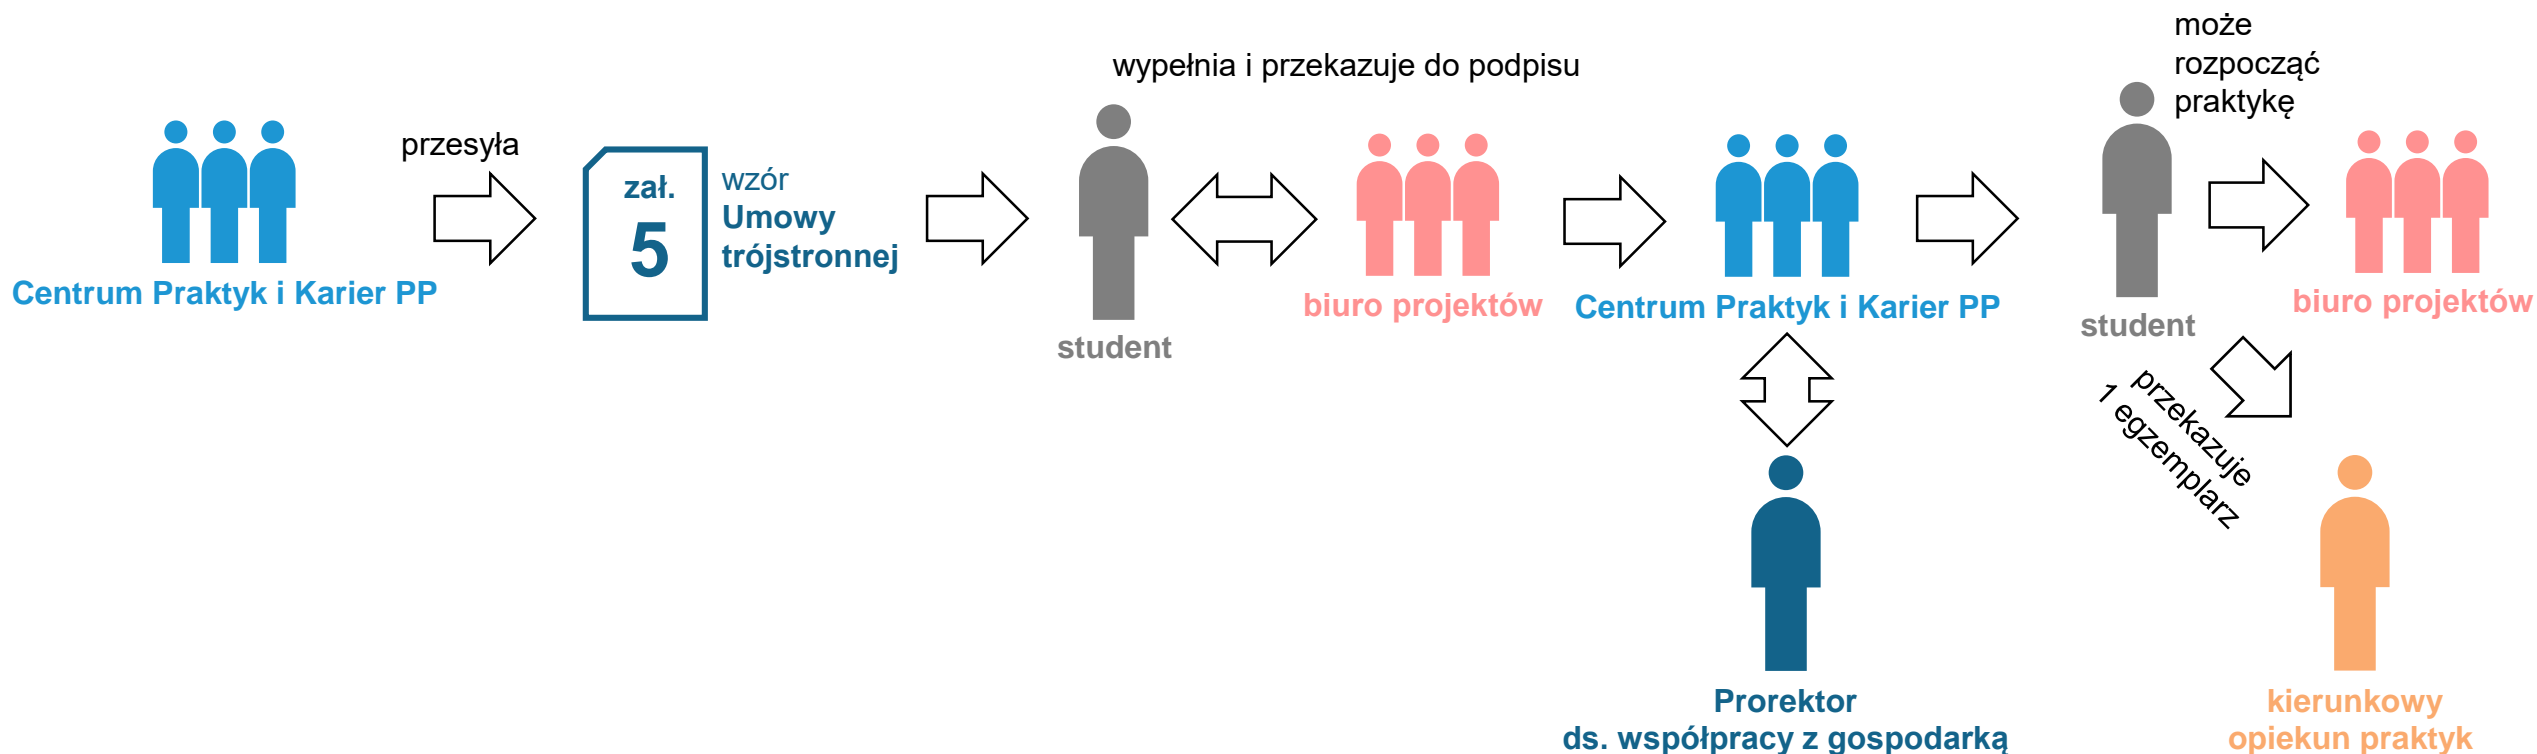 Centrum Praktyk i Karier PP
przesyła
zał.
5
wzór
Umowy
trójstronnej
wypełnia i przekazuje do podpisu
student
biuro projektów
Centrum Praktyk i Karier PP
Prorektor
ds. współpracy z gospodarką
może
rozpocząć
praktykę
student
biuro projektów
przekazuje
1 egzemplarz
kierunkowy
opiekun praktyk